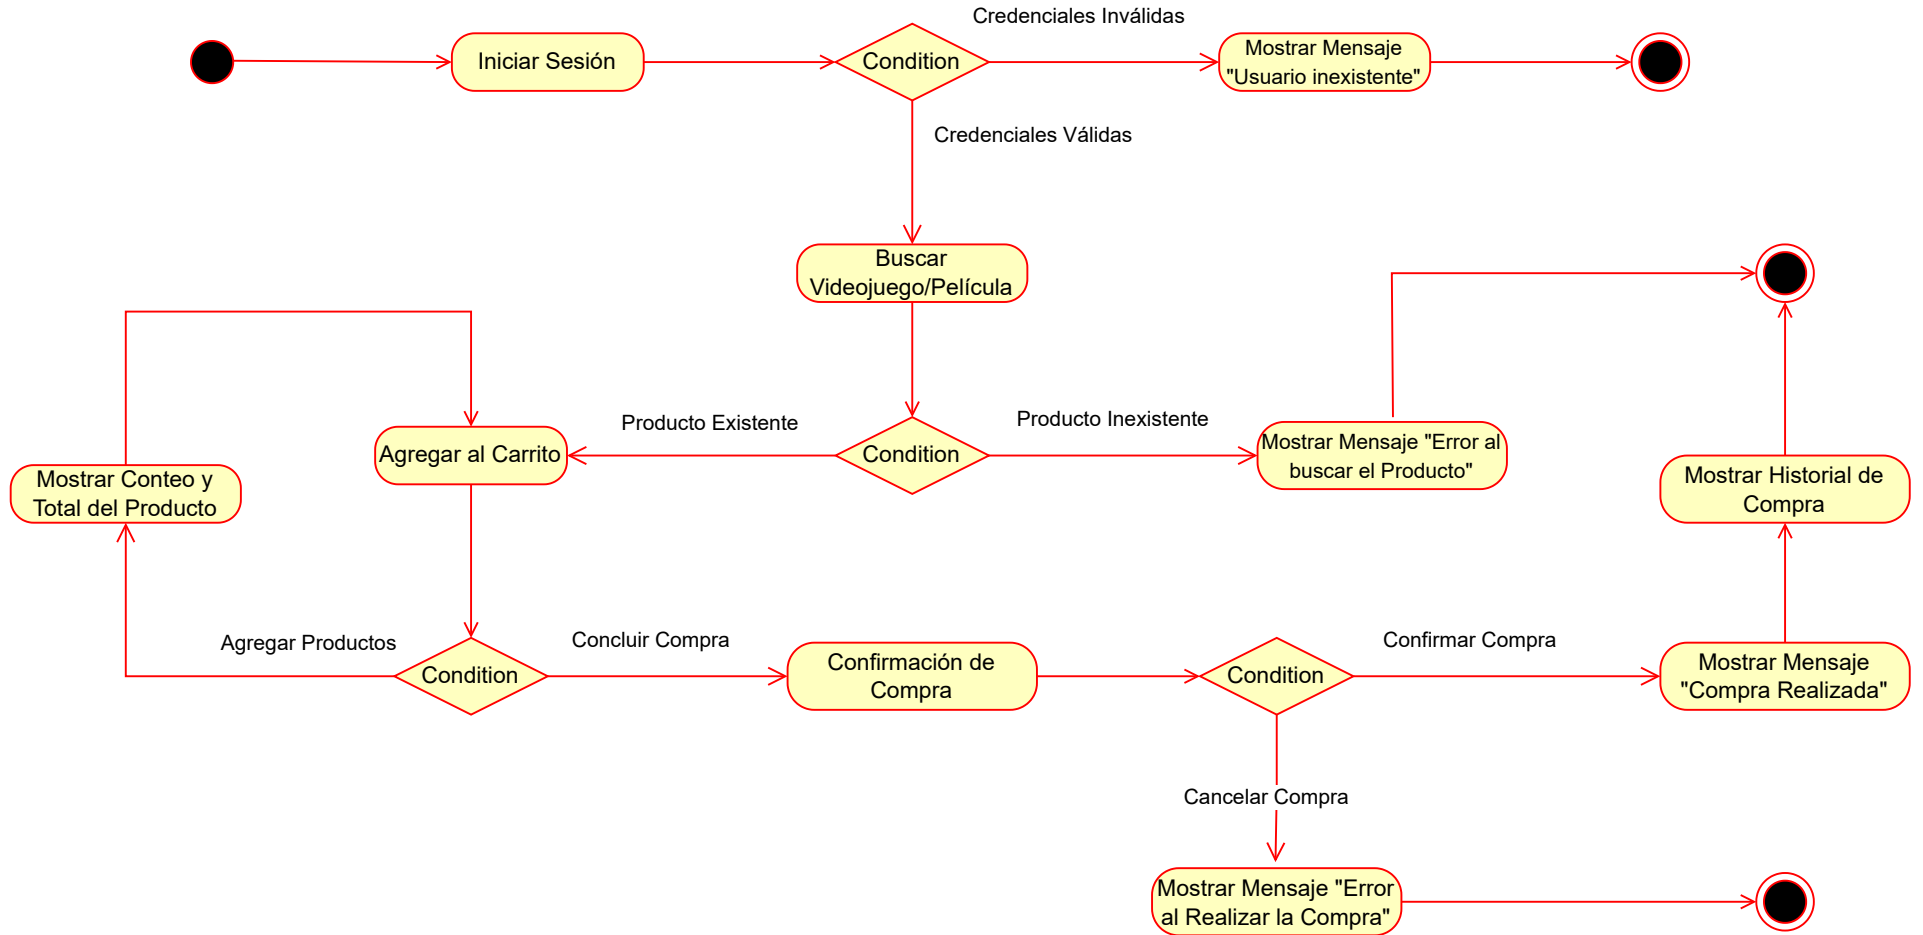 Credenciales Inválidas
Iniciar Sesión
Condition
Mostrar Mensaje
"Usuario inexistente"
Credenciales Válidas
Buscar
Videojuego/Película
Producto Existente
Producto Inexistente
Agregar al Carrito
Condition
Mostrar Mensaje "Error al
buscar el Producto"
Mostrar Conteo y
Total del Producto
Mostrar Historial de
Compra
Agregar Productos
Concluir Compra
Confirmar Compra
Condition
Confirmación de
Compra
Condition
Mostrar Mensaje
"Compra Realizada"
Cancelar Compra
Mostrar Mensaje "Error
al Realizar la Compra"